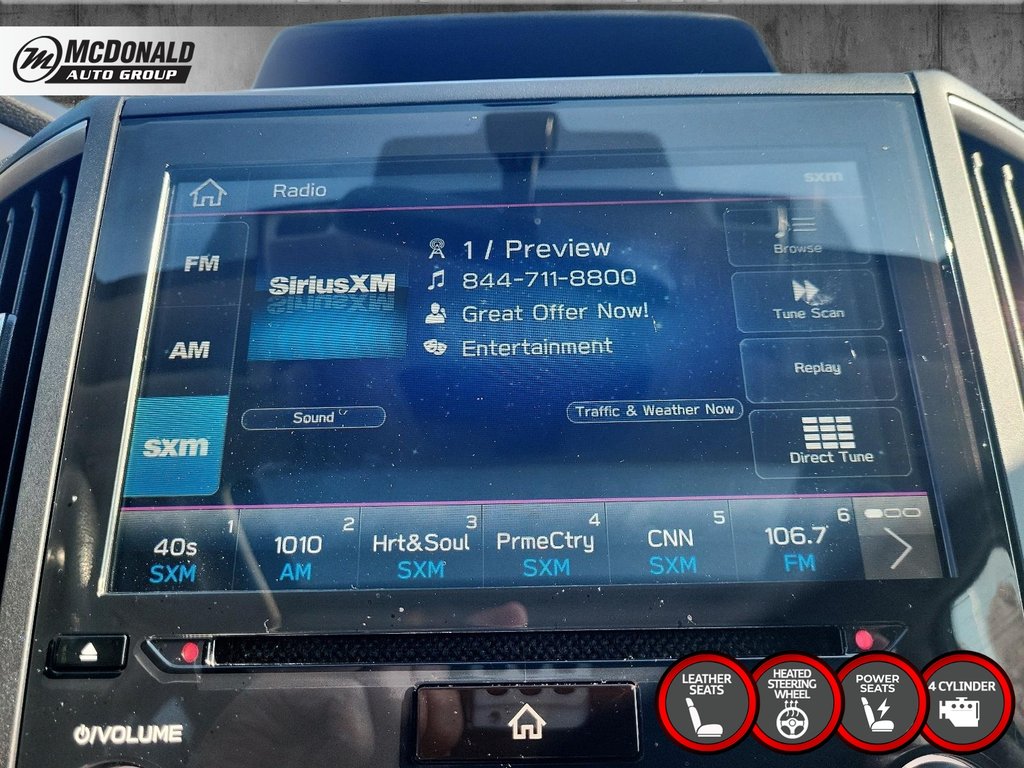 McDONALD
AUTO GROUP
Radio
sxm
FM
AM
sxm
SiriusXM
1 / Preview
844-711-8800
Great Offer Now!
Entertainment
Sound
Traffic & Weather Now
Browse
Tune Scan
Replay
Direct Tune
1
40s
SXM
2
1010
AM
3
Hrt&Soul
SXM
4
PrmeCtry
SXM
5
CNN
SXM
6
106.7
FM
/VOLUME
LEATHER
SEATS
HEATED
STEERING
WHEEL
POWER
SEATS
4 CYLINDER